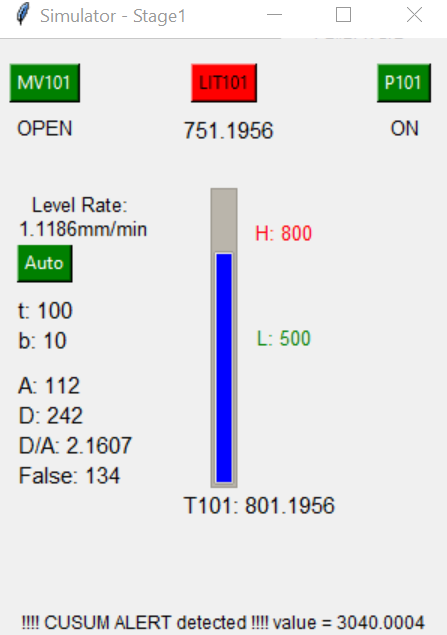 Simulator - Stage1
MV101
LIT101
P101
OPEN
751.1956
ON
Level Rate:
1.1186mm/min
Auto
H: 800
t: 100
b: 10
L: 500
A: 112
D: 242
D/A: 2.1607
False: 134
T101: 801.1956
!!!! CUSUM ALERT detected !!!! value = 3040.0004